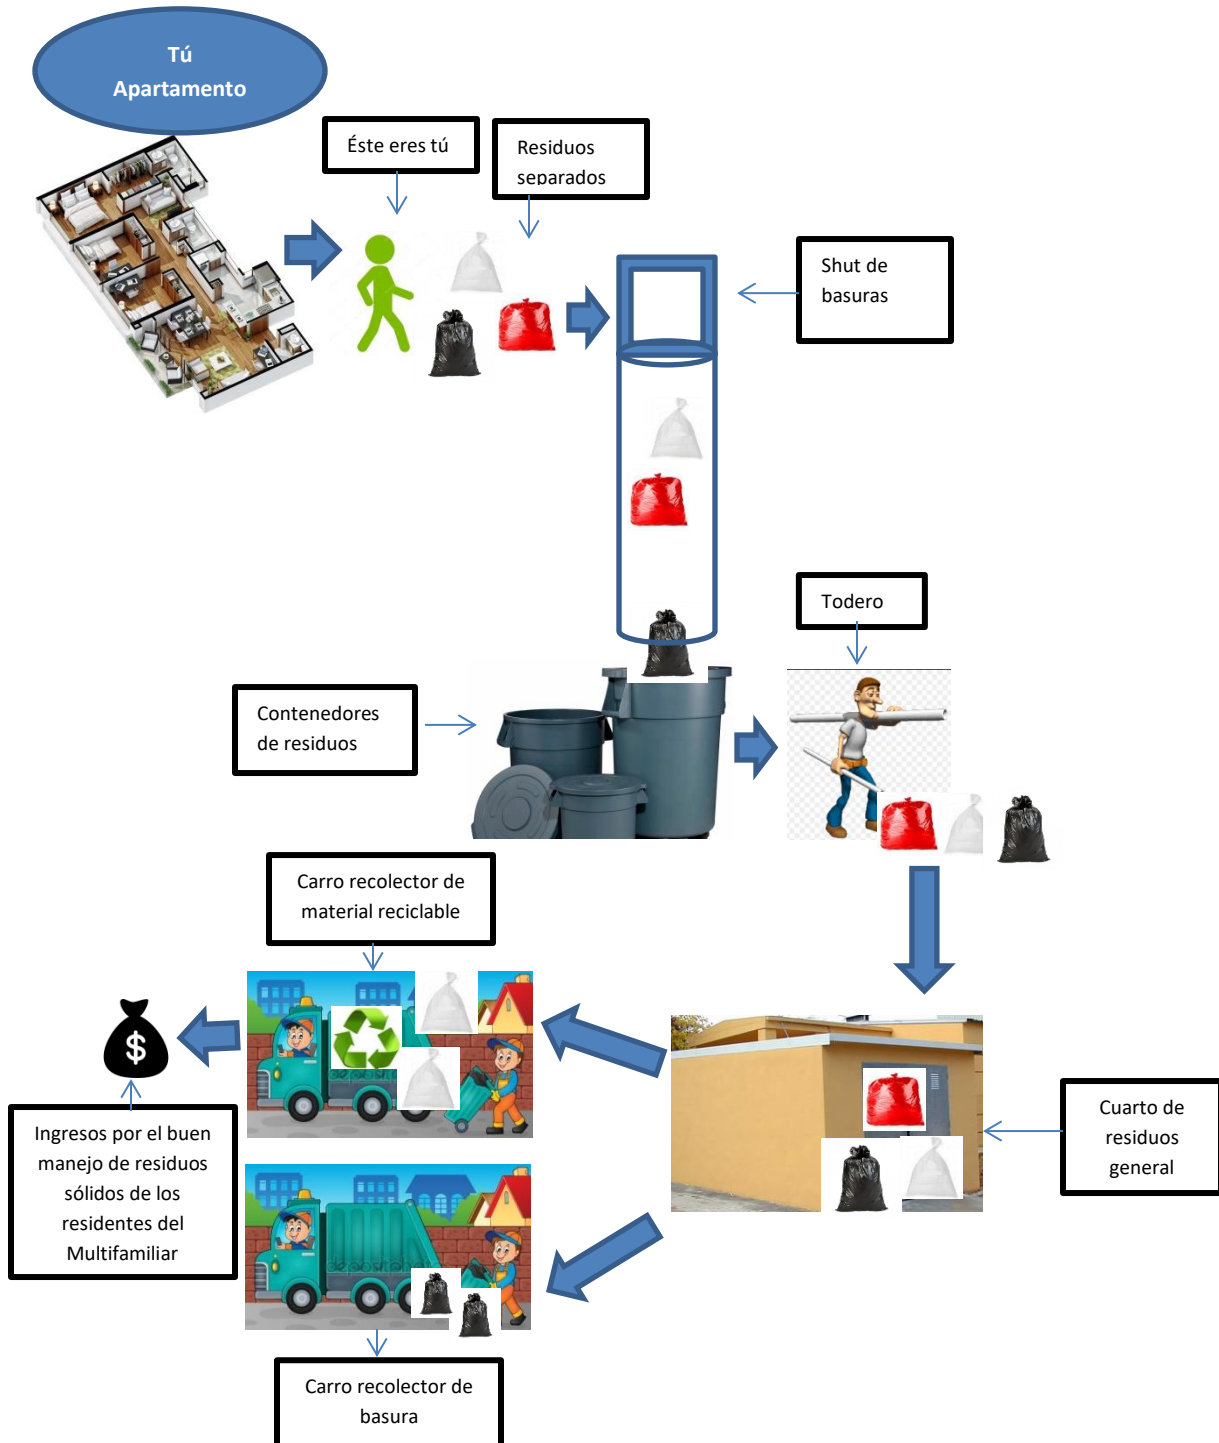 Tú
Apartamento
Éste eres tú
Residuos
separados
Shut de
basuras
Todero
Contenedores
de residuos
Carro recolector de
material reciclable
$
Cuarto de
residuos
general
Ingresos por el buen
manejo de residuos
sólidos de los
residentes del
Multifamiliar
Carro recolector de
basura